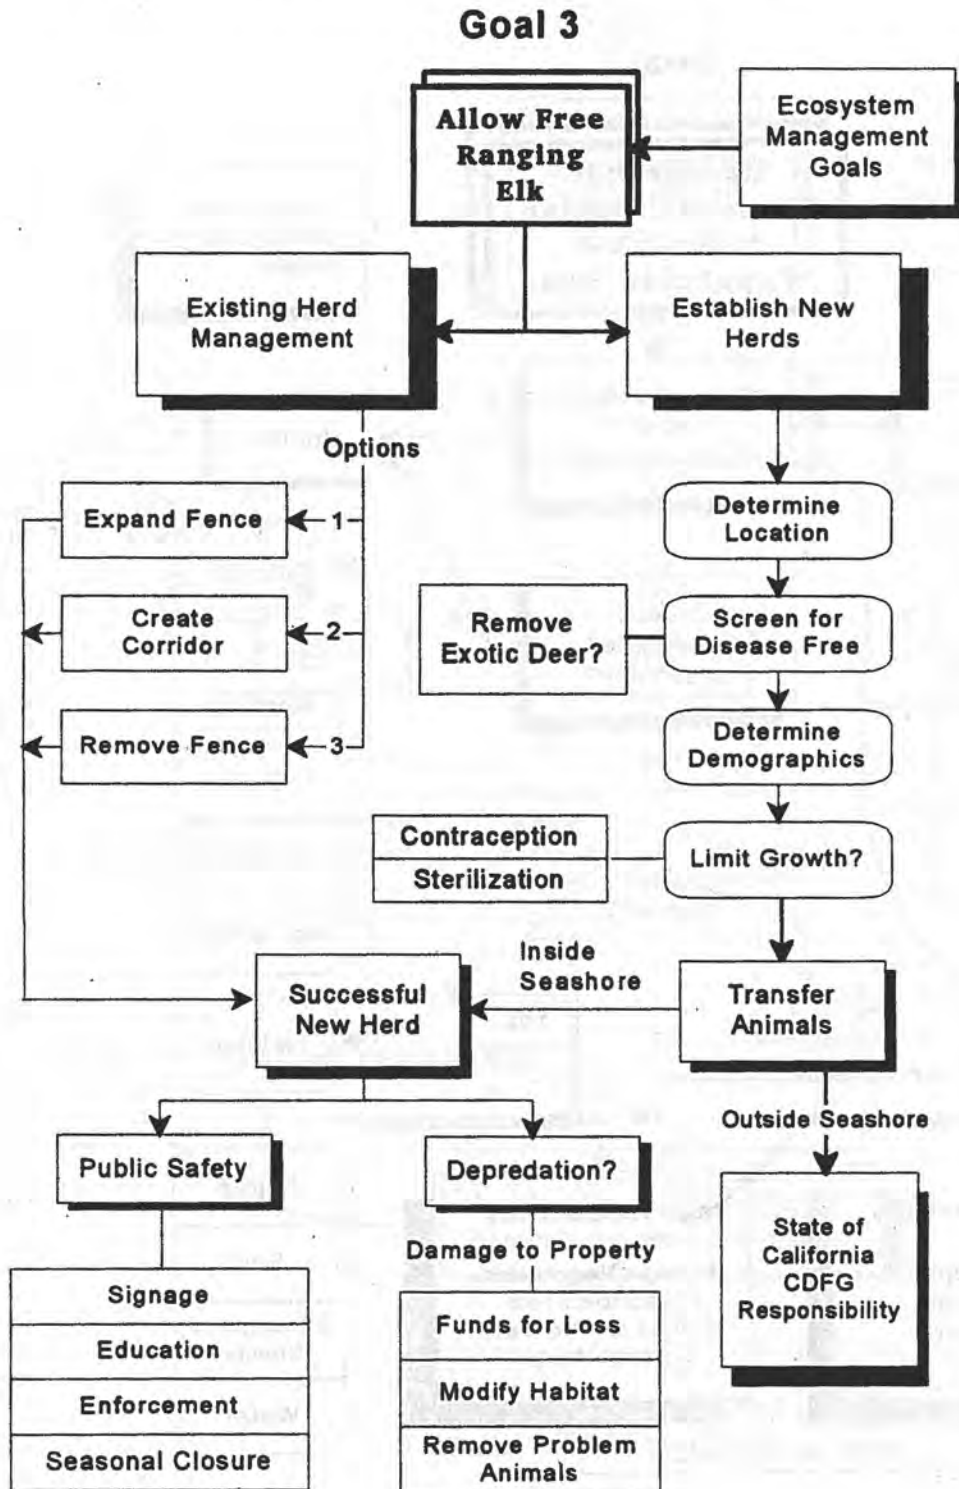 Goal 3
Allow Free
Ranging
Elk
Ecosystem
Management
Goals
Existing Herd
Management
Establish New
Herds
Options
Expand Fence
1
Create
Corridor
2
Remove Fence
3
Determine
Location
Remove
Exotic Deer?
Screen for
Disease Free
Determine
Demographics
Contraception
Sterilization
Limit Growth?
Inside
Seashore
Successful
New Herd
Transfer
Animals
Outside Seashore
Public Safety
Depredation?
Damage to Property
Signage
Education
Enforcement
Seasonal Closure
Funds for Loss
Modify Habitat
Remove Problem
Animals
State of
California
CDFG
Responsibility